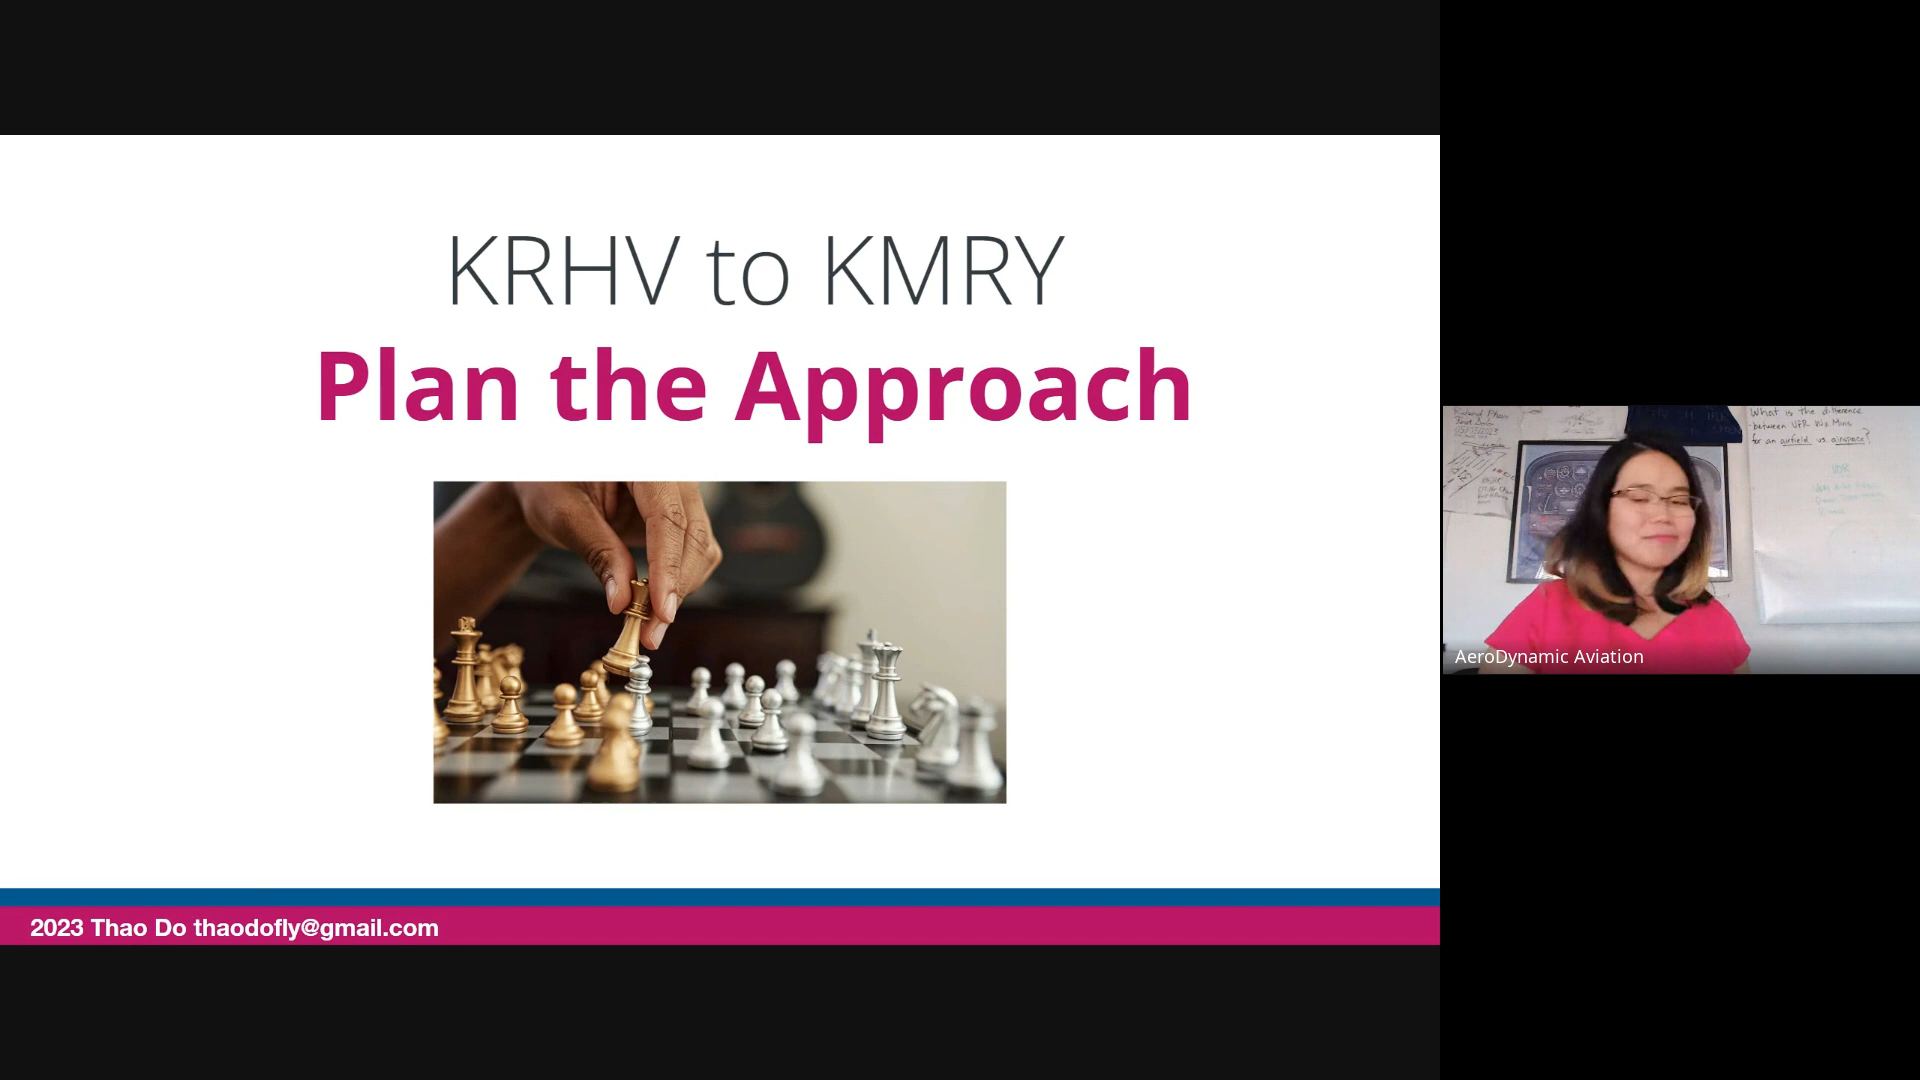 KRHV to KMRY
Plan the Approach
2023 Thao Do thaodofly@gmail.com
What is the difference
between VFR Wx Mins
for an airfield vs. airspace?
AeroDynamic Aviation